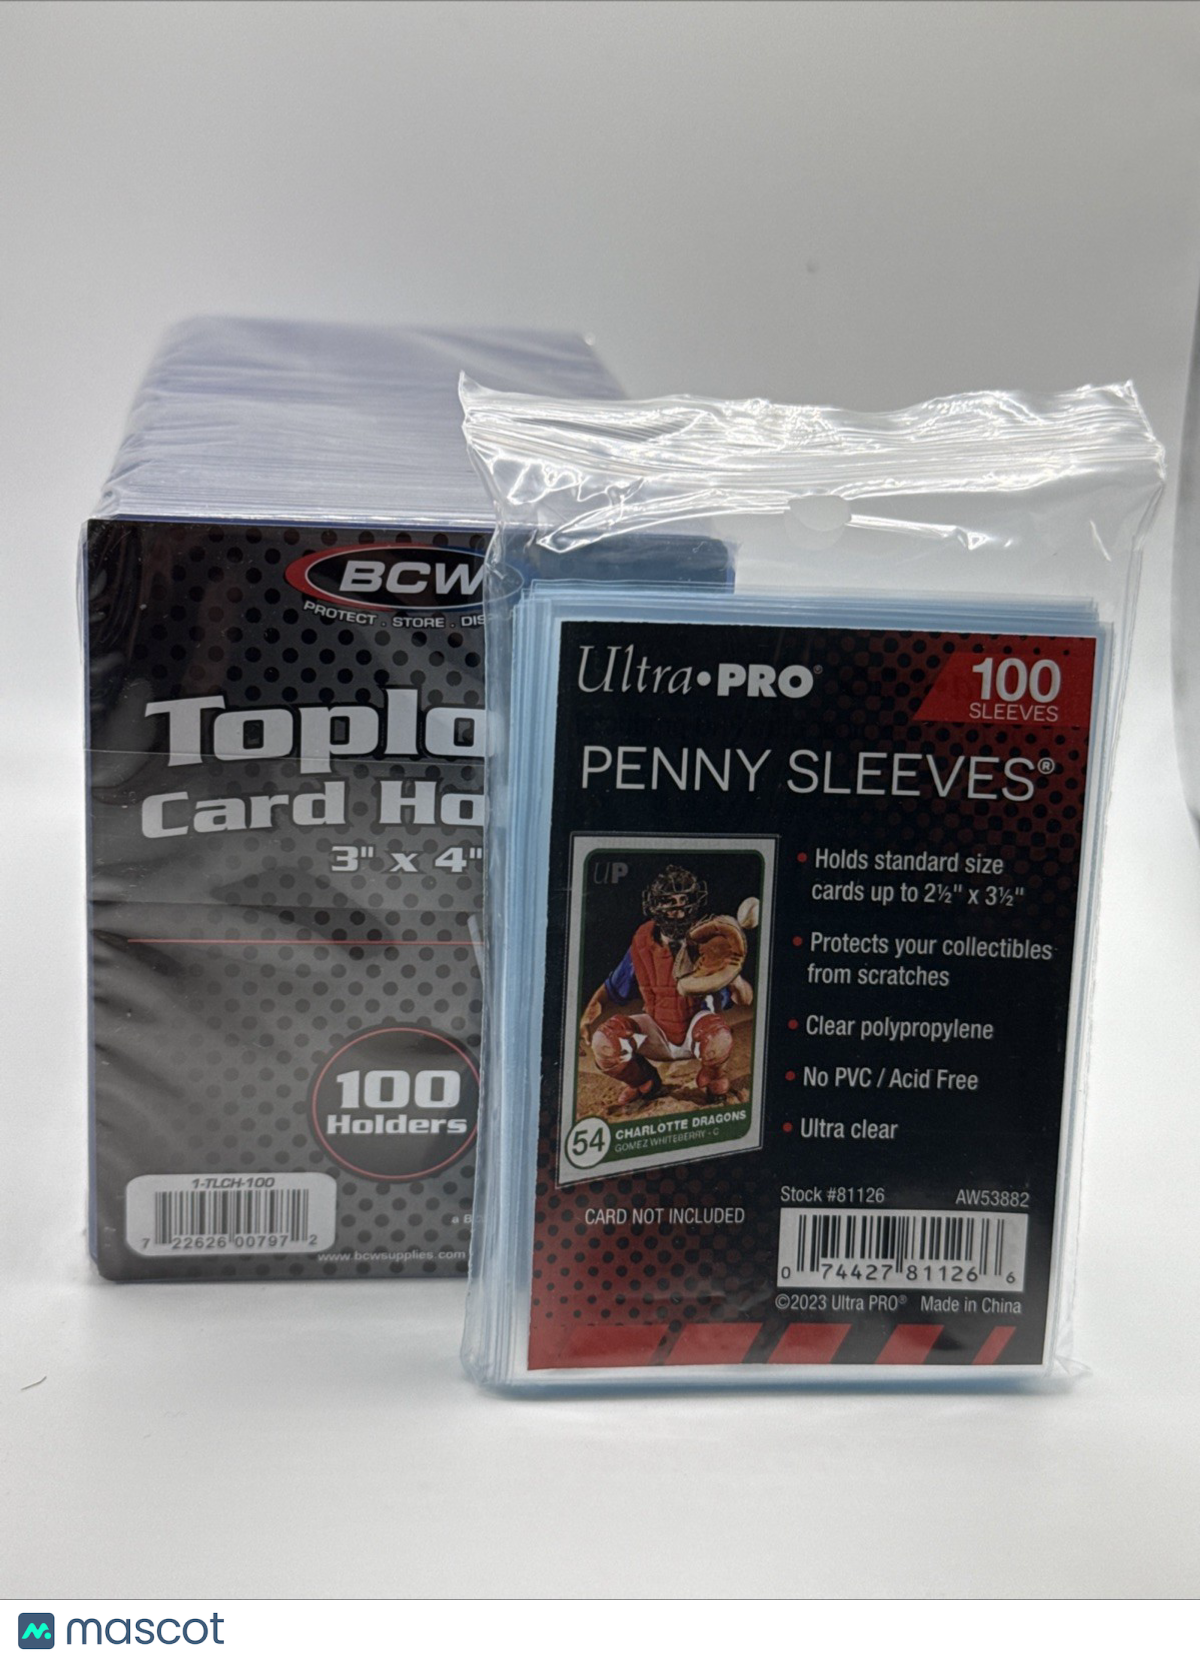 BCW
PROTECT . STORE . DIS
Toplo
Card Ho
3" x 4"
100
Holders
1-TLCH-100
7 22626 00797 2
www.bcwsupplies.com
Ultra•PRO®
100
SLEEVES
PENNY SLEEVES®
• Holds standard size
cards up to 2½" x 3½"
• Protects your collectibles
from scratches
• Clear polypropylene
• No PVC / Acid Free
• Ultra clear
UP
54
CHARLOTTE DRAGONS
GOMEZ WHITEBERRY - C
CARD NOT INCLUDED
Stock #81126
AW53882
0 74427 81126 6
©2023 Ultra PRO® Made in China
mascot